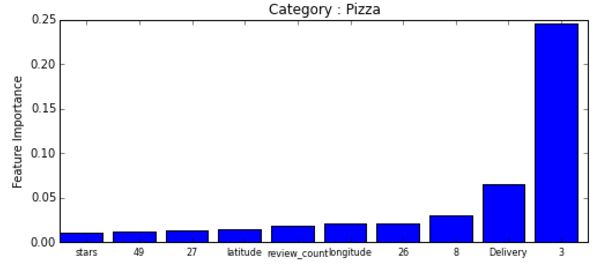 Category : Pizza
Feature Importance
0.25
0.20
0.15
0.10
0.05
0.00
stars 49 27 latitude review_count longitude 26 8 Delivery 3